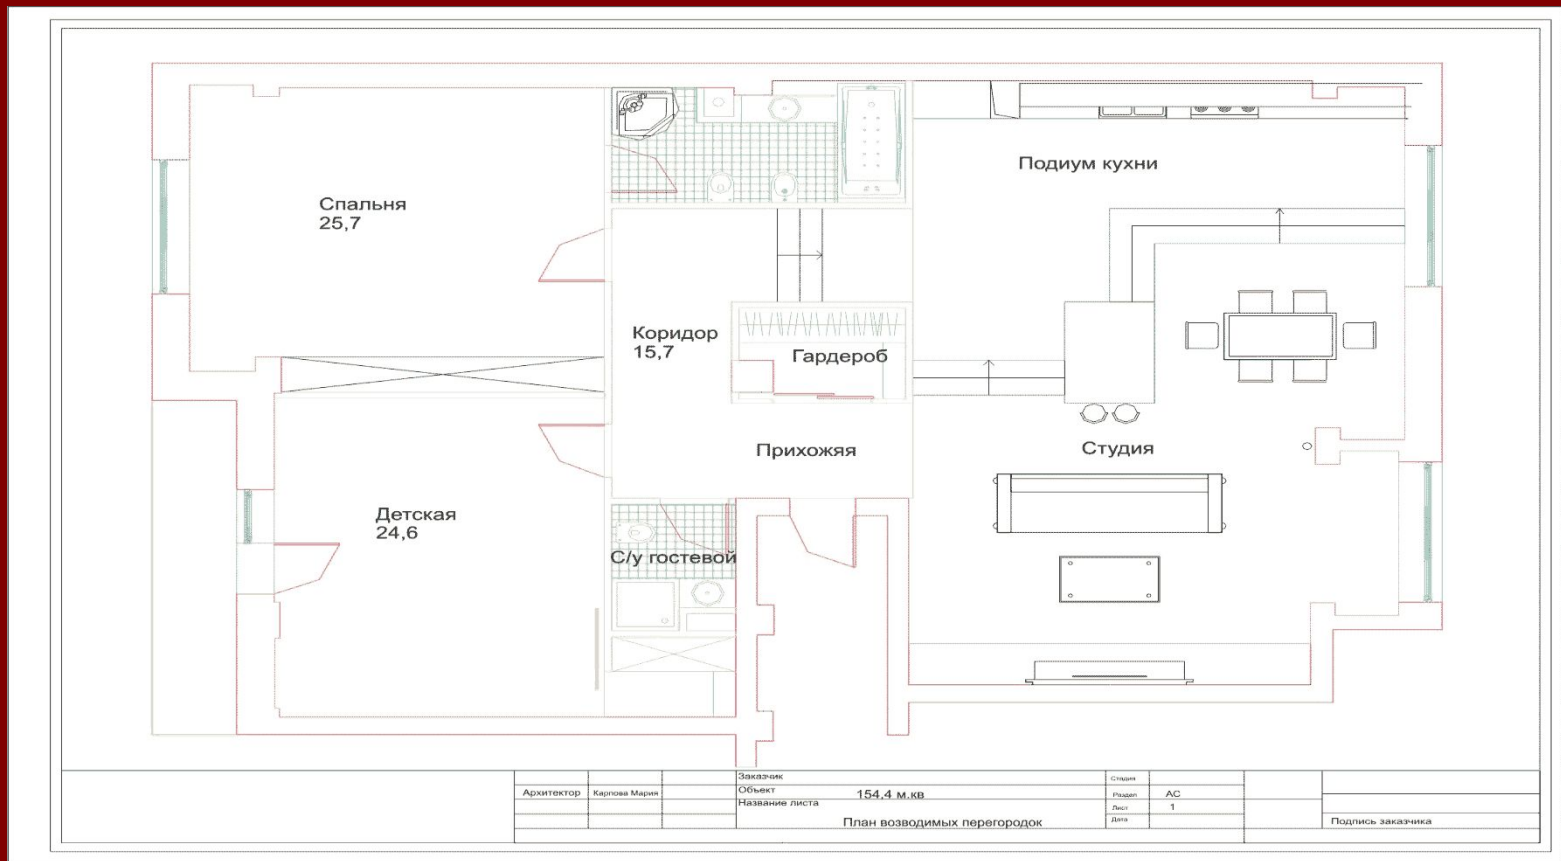 Подиум кухни
Спальня
25,7
Коридор
15,7
Гардероб
Прихожяя
Студия
Детская
24,6
С/у гостевой
Заказчик
Стадия
Архитектор Карпова Мария
Объект 154,4 м.кв
Раздел АС
Название листа
Лист 1
План возводимых перегородок
Дата
Подпись заказчика